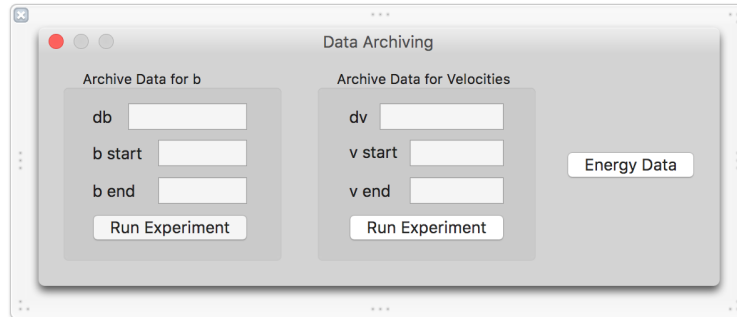 Data Archiving
Archive Data for b
db
b start
b end
Run Experiment
Archive Data for Velocities
dv
v start
v end
Run Experiment
Energy Data